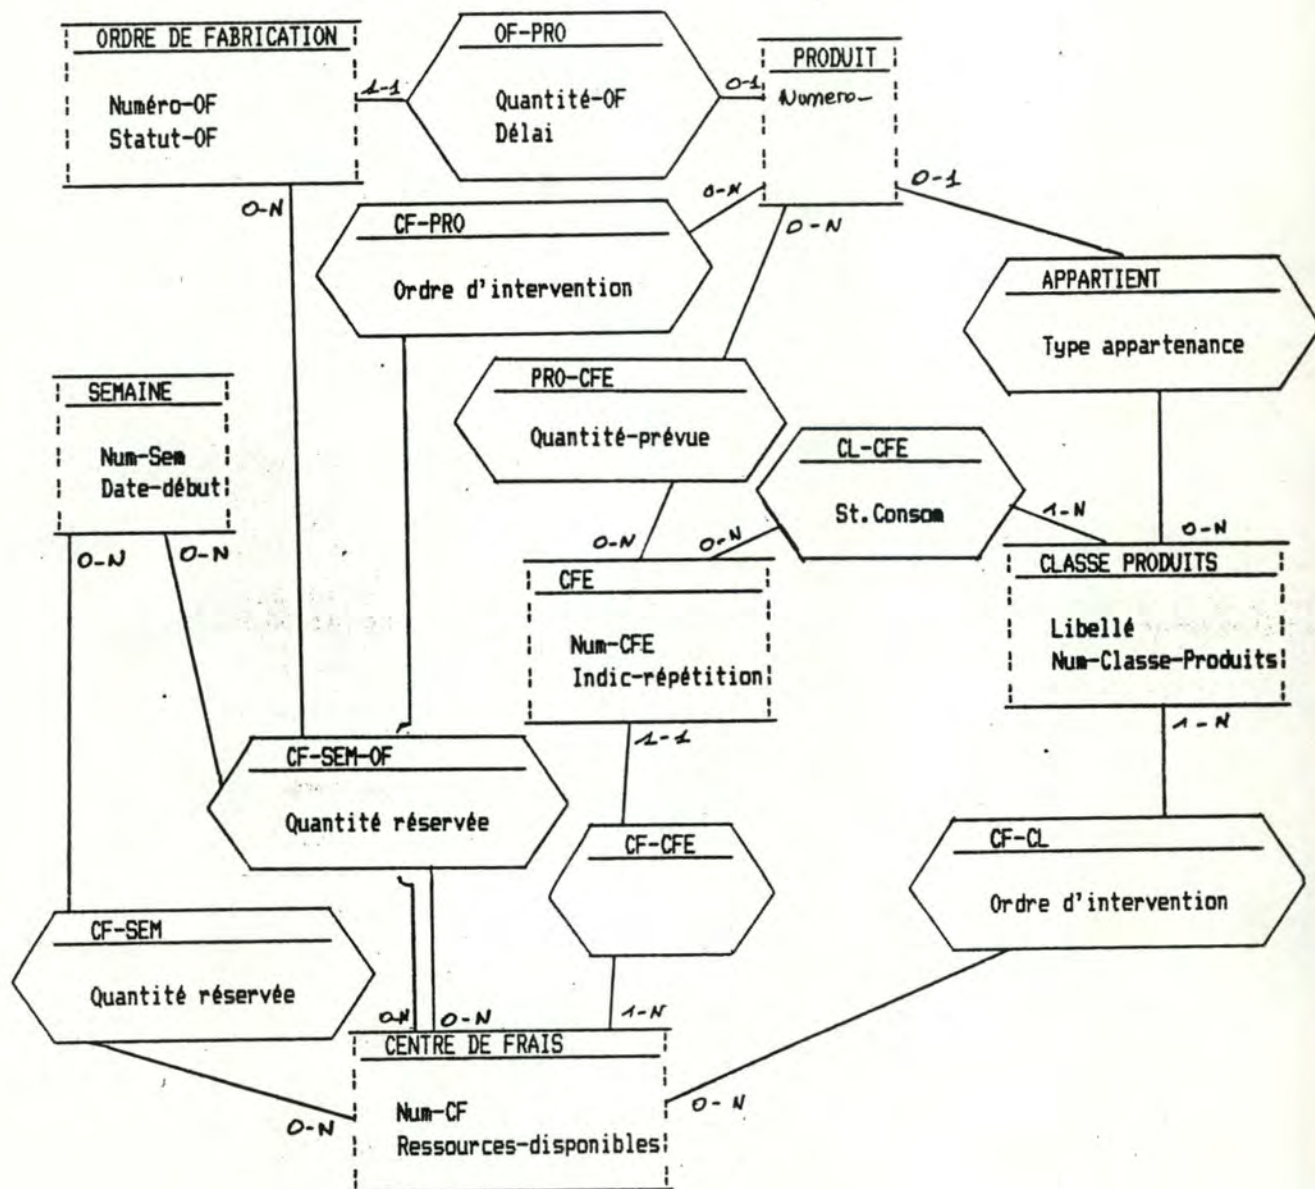 ORDRE DE FABRICATION
Numéro-OF
Statut-OF
1-1
OF-PRO
Quantité-OF
Délai
0-1
PRODUIT
Numero-
0-N
0-N
0-N
0-1
CF-PRO
Ordre d'intervention
APPARTIENT
Type appartenance
SEMAINE
Num-Sem
Date-début
0-N
0-N
PRO-CFE
Quantité-prévue
CL-CFE
St.Consom
0-N
0-N
1-N
0-N
CFE
Num-CFE
Indic-répétition
CLASSE PRODUITS
Libellé
Num-Classe-Produits
1-1
1-N
CF-SEM-OF
Quantité réservée
CF-CFE
CF-CL
Ordre d'intervention
CF-SEM
Quantité réservée
0-N
0-N
1-N
CENTRE DE FRAIS
Num-CF
Ressources-disponibles
0-N
0-N